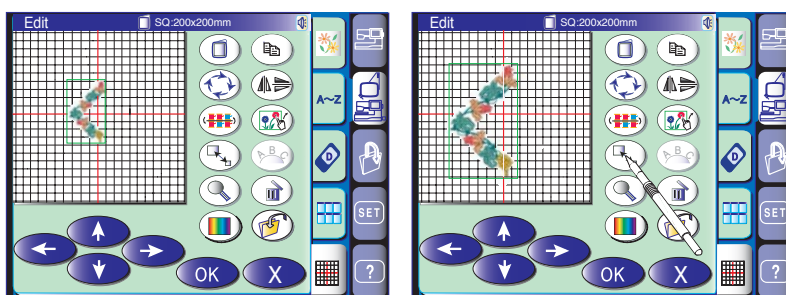 Edit SQ:200x200mm
A~Z
A B C
D
SET
OK X ?
Edit SQ:200x200mm
A~Z
A B C
D
SET
OK X ?